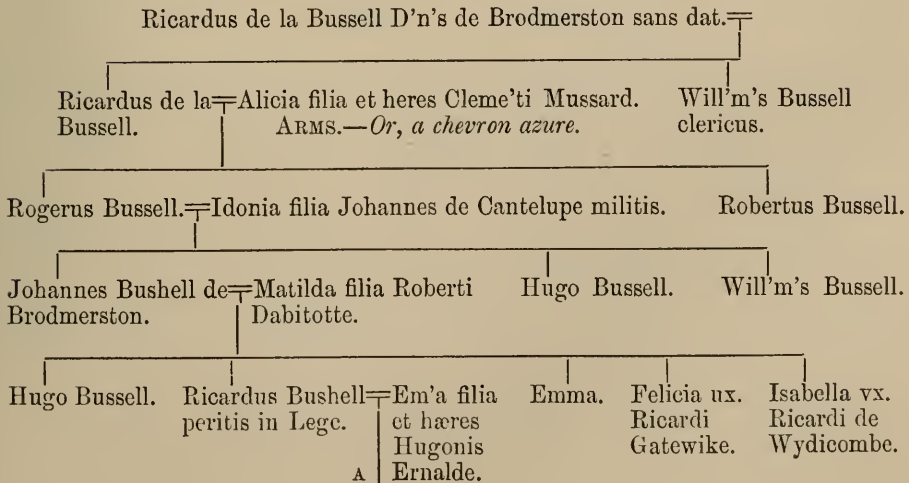 Ricardus de la Bussell D'n's de Brodmerston sans dat.
Ricardus de la Bussell.
Alicia filia et heres Cleme'ti Mussard.
ARMS.—Or, a chevron azure.
Will'm's Bussell
clericus.
Rogerus Bussell.
Idonia filia Johannes de Cantelupe militis.
Robertus Bussell.
Johannes Bushell de
Brodmerston.
Matilda filia Roberti
Dabitotte.
Hugo Bussell.
Will'm's Bussell.
Hugo Bussell.
Ricardus Bushell
peritis in Lege.
Em'a filia
et hæres
Hugonis
Ernalde.
A
Emma.
Felicia ux.
Ricardi
Gatewike.
Isabella vx.
Ricardi de
Wydicombe.